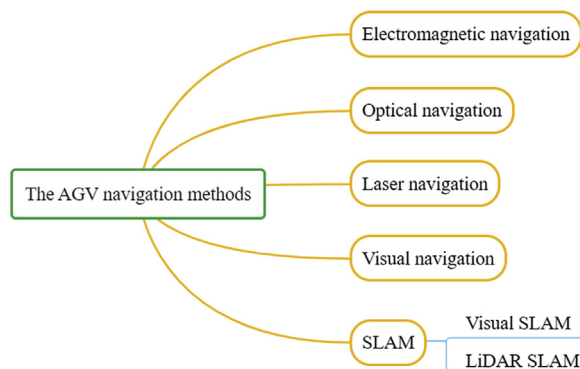 Electromagnetic navigation
Optical navigation
The AGV navigation methods
Laser navigation
Visual navigation
SLAM
Visual SLAM
LiDAR SLAM